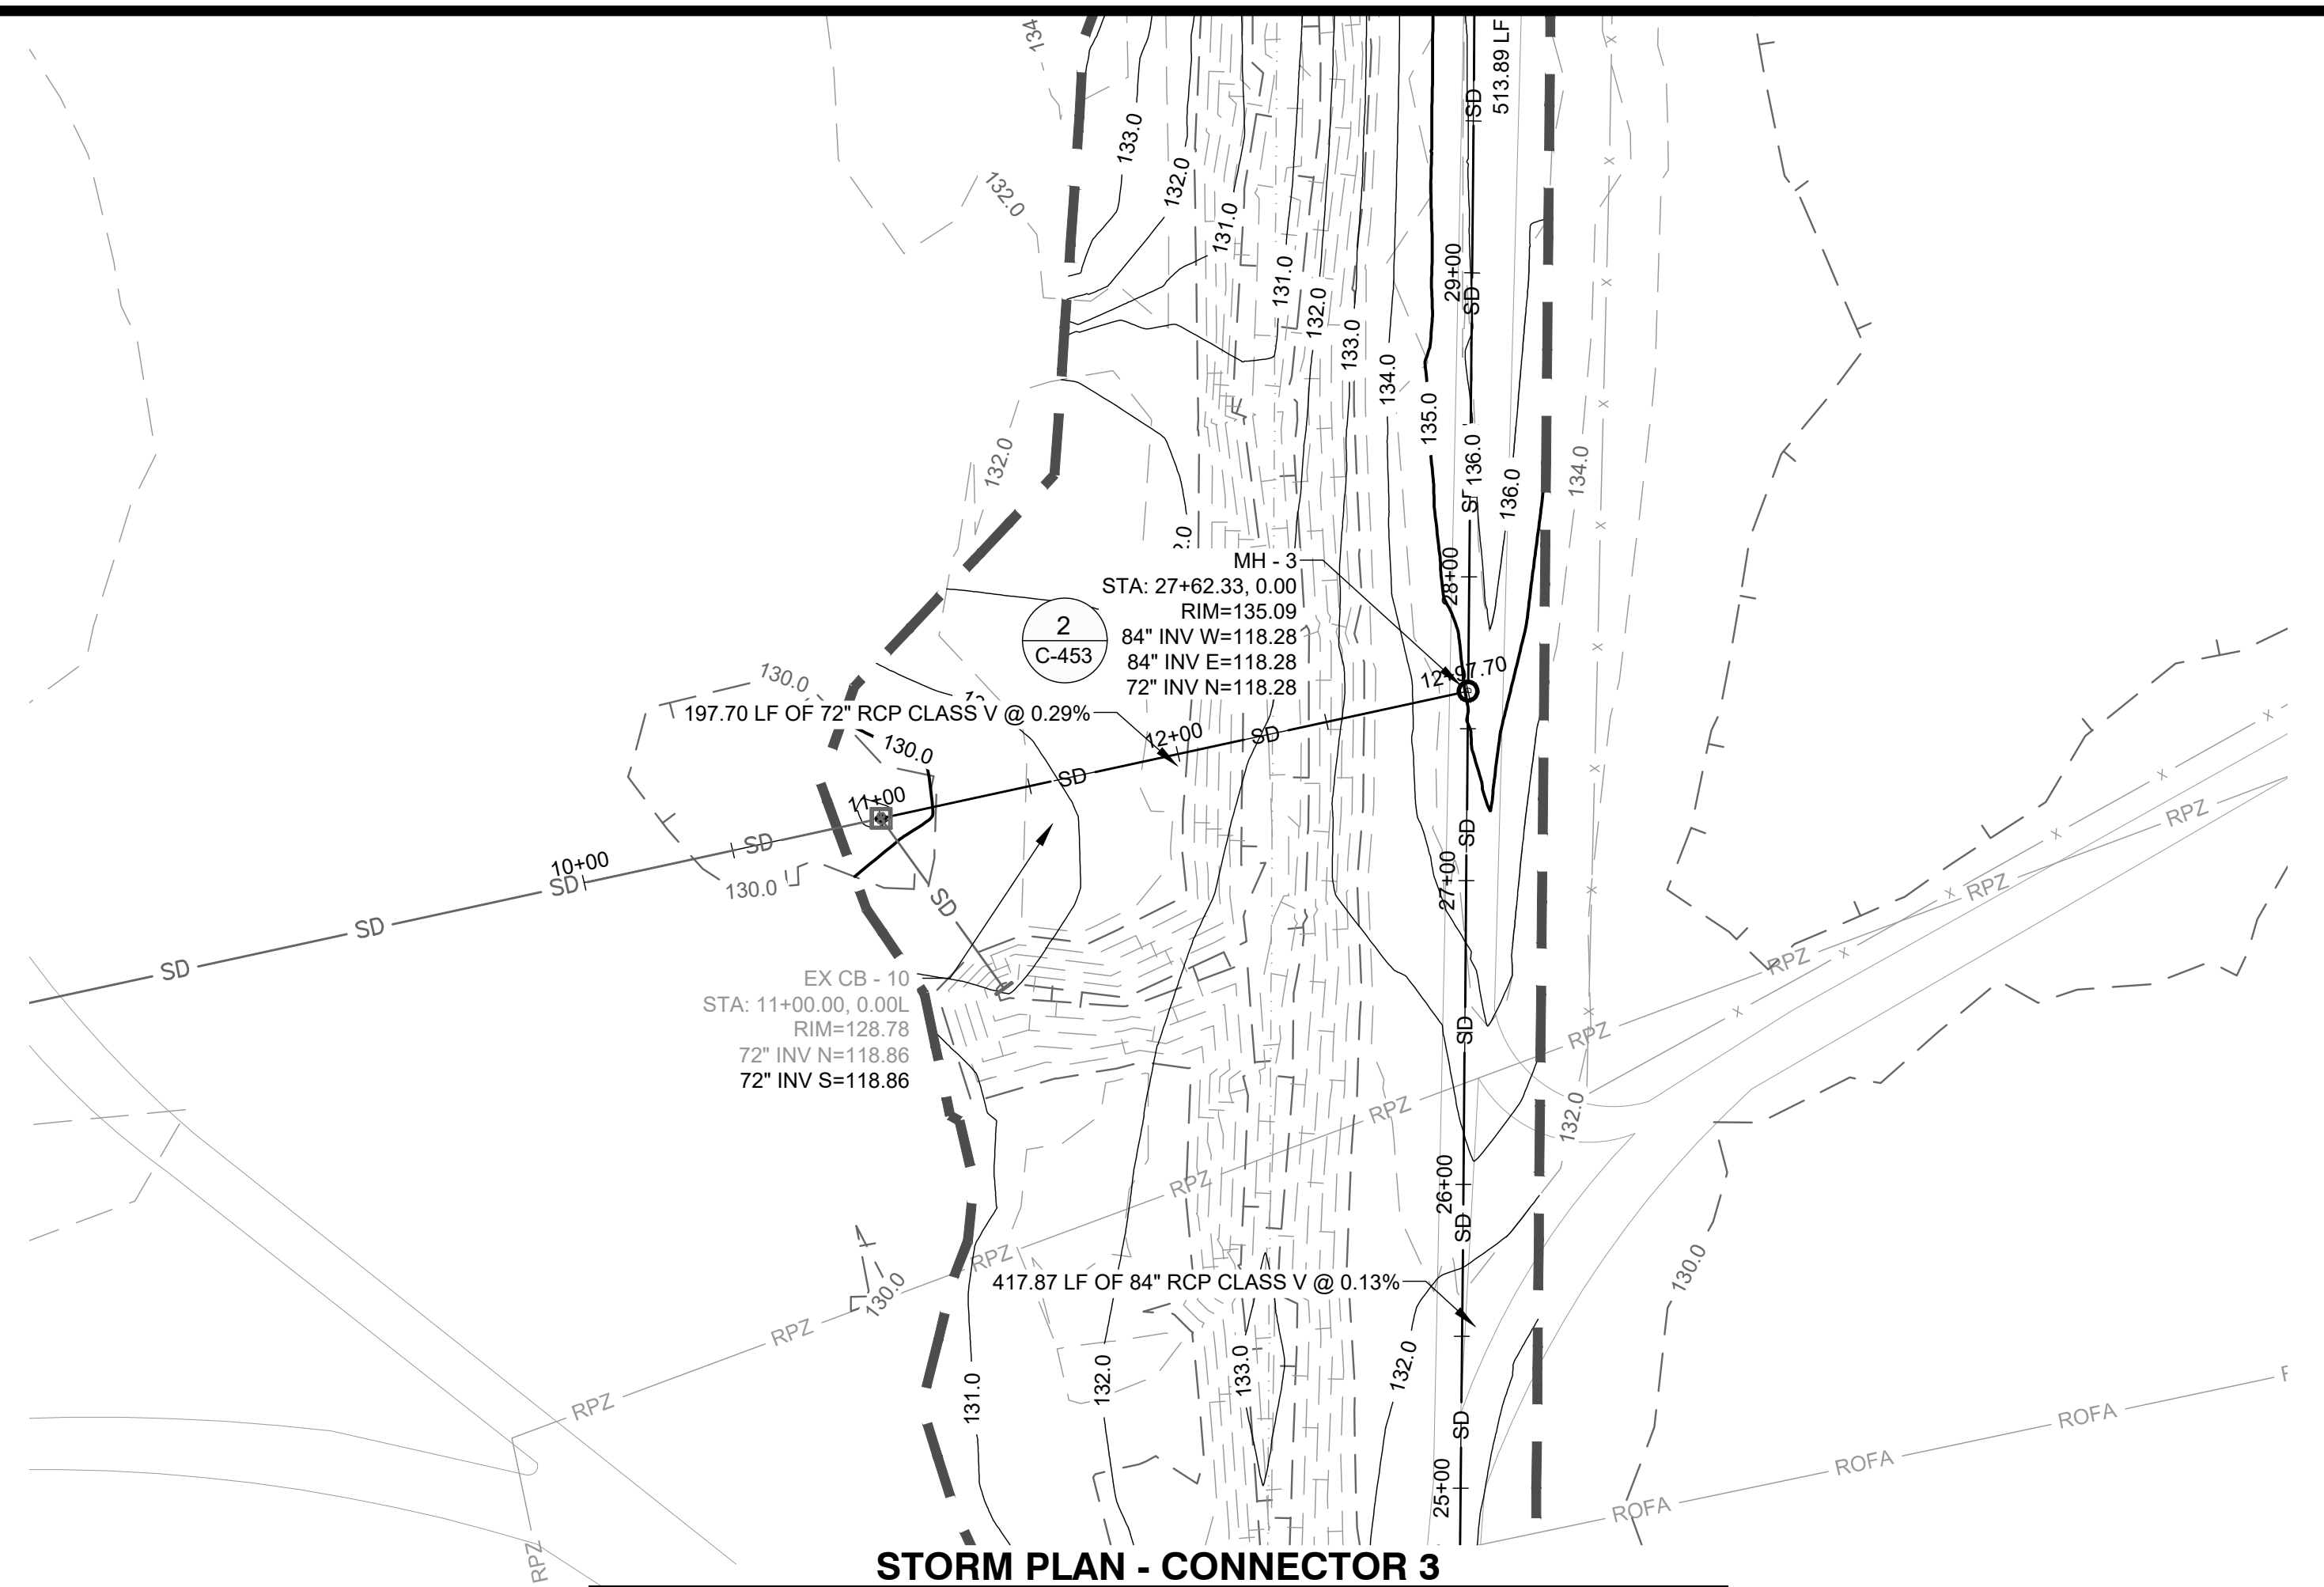 134
513.89 LF
SD
133.0
132.0
132.0
131.0
131.0
132.0
133.0
134.0
29+00
SD
135.0
136.0
136.0
134.0
132.0
28+00
MH - 3
STA: 27+62.33, 0.00
RIM=135.09
84" INV W=118.28
84" INV E=118.28
72" INV N=118.28
2
C-453
12+97.70
130.0
197.70 LF OF 72" RCP CLASS V @ 0.29%
130.0
12+00
SD
SD
11+00
SD
10+00
SD
130.0
SD
SD
SD
SD
27+00
RPZ
RPZ
RPZ
RPZ
EX CB - 10
STA: 11+00.00, 0.00L
RIM=128.78
72" INV N=118.86
72" INV S=118.86
SD
RPZ
132.0
RPZ
26+00
SD
RPZ
130.0
130.0
417.87 LF OF 84" RCP CLASS V @ 0.13%
RPZ
131.0
132.0
133.0
132.0
RPZ
SD
ROFA
ROFA
ROFA
25+00
RPZ
STORM PLAN - CONNECTOR 3